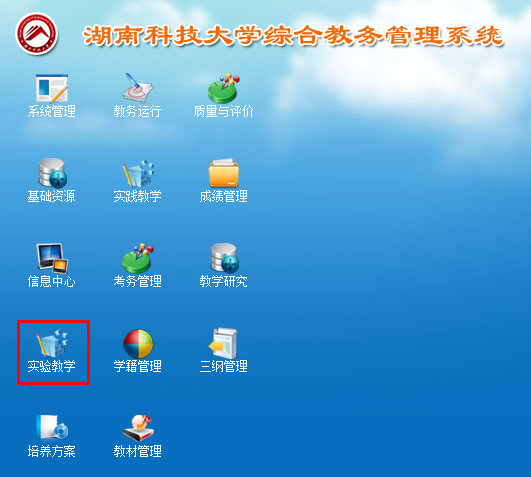 湖南科技大学综合教务管理系统
系统管理 教务运行 质量与评价
基础资源 实践教学 成绩管理
信息中心 考务管理 教学研究
实验教学 学籍管理 三纲管理
培养方案 教材管理